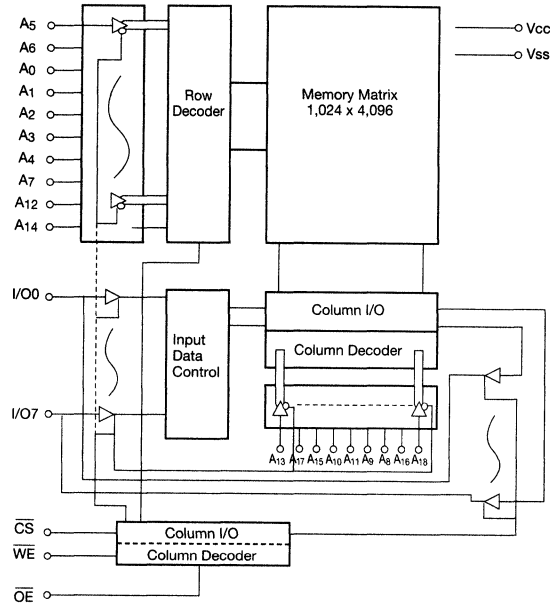 A5
A6
A0
A1
A2
A3
A4
A7
A12
A14
Row
Decoder
Memory Matrix
1,024 x 4,096
Vcc
Vss
I/O0
I/O7
Input
Data
Control
Column I/O
Column Decoder
A13 A17 A15 A10 A11 A9 A8 A16 A18
CS
WE
OE
Column I/O
Column Decoder